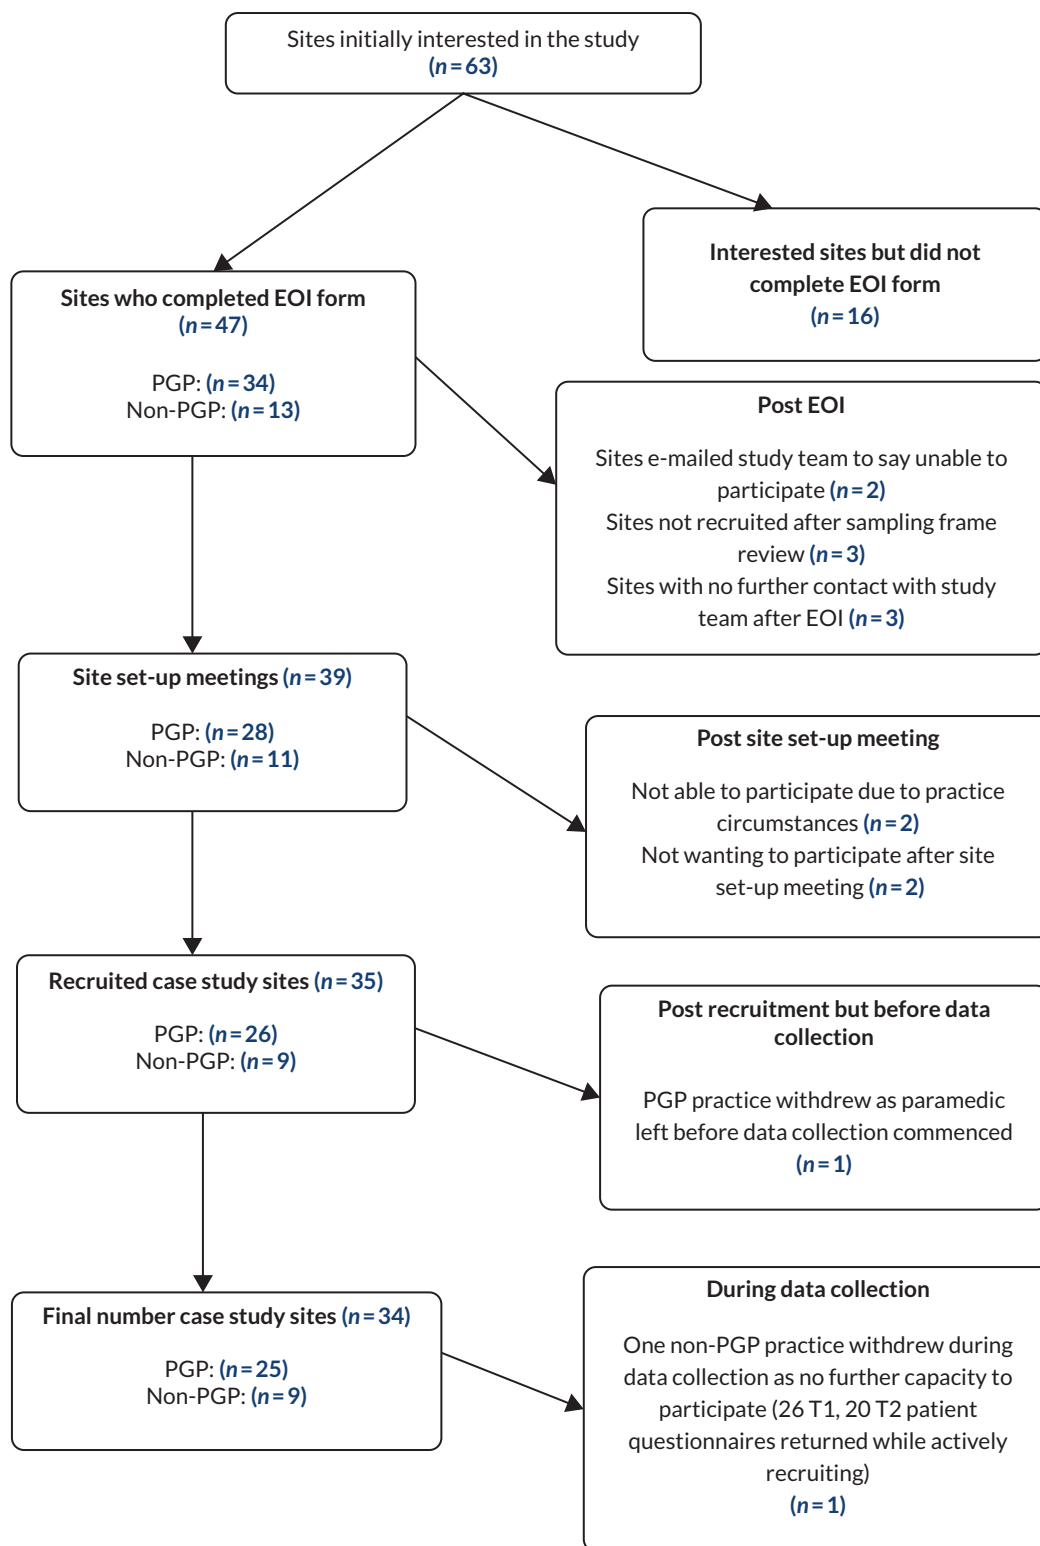 Sites initially interested in the study
(n=63)
Interested sites but did not
complete EOI form
(n=16)
Sites who completed EOI form
(n=47)
PGP: (n=34)
Non-PGP: (n=13)
Post EOI
Sites e-mailed study team to say unable to
participate (n=2)
Sites not recruited after sampling frame
review (n=3)
Sites with no further contact with study
team after EOI (n=3)
Site set-up meetings (n=39)
PGP: (n=28)
Non-PGP: (n=11)
Post site set-up meeting
Not able to participate due to practice
circumstances (n=2)
Not wanting to participate after site
set-up meeting (n=2)
Recruited case study sites (n=35)
PGP: (n=26)
Non-PGP: (n=9)
Post recruitment but before data
collection
PGP practice withdrew as paramedic
left before data collection commenced
(n=1)
Final number case study sites (n=34)
PGP: (n=25)
Non-PGP: (n=9)
During data collection
One non-PGP practice withdrew during
data collection as no further capacity to
participate (26 T1, 20 T2 patient
questionnaires returned while actively
recruiting)
(n=1)